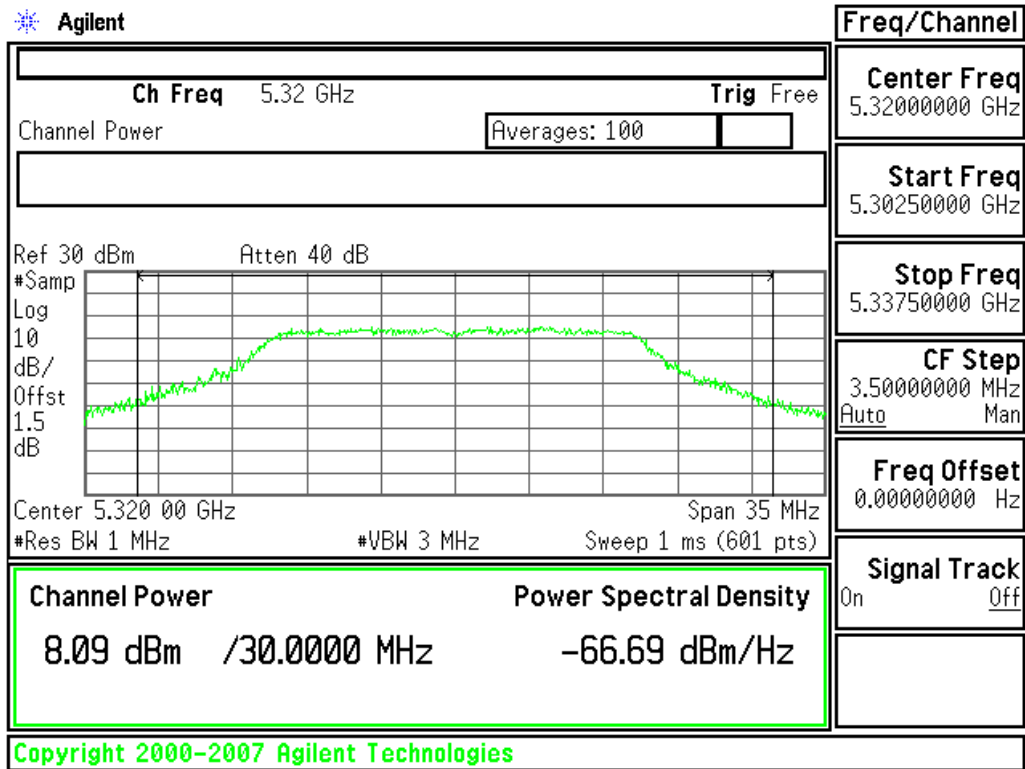 Agilent
Freq/Channel
Ch Freq 5.32 GHz Trig Free
Channel Power Averages: 100
Ref 30 dBm Atten 40 dB
#Samp
Log
10
dB/
Offst
1.5
dB
Center 5.320 00 GHz Span 35 MHz
#Res BW 1 MHz #VBW 3 MHz Sweep 1 ms (601 pts)
Channel Power Power Spectral Density
8.09 dBm /30.0000 MHz -66.69 dBm/Hz
Center Freq
5.32000000 GHz
Start Freq
5.30250000 GHz
Stop Freq
5.33750000 GHz
CF Step
3.50000000 MHz
Auto Man
Freq Offset
0.00000000 Hz
Signal Track
On Off
Copyright 2000-2007 Agilent Technologies